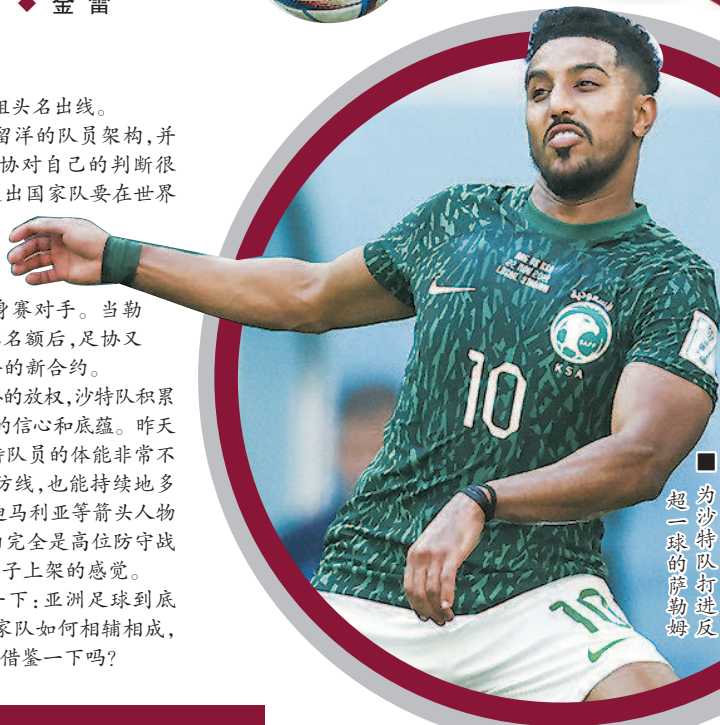 ◆ 金 雷
组头名出线。
留洋的队员架构,并
协对自己的判断很
出国家队要在世界
身赛对手。当勒
名额后,足协又
的新合约。
的放权,沙特队积累
的信心和底蕴。昨天
特队员的体能非常不
防线,也能持续地多
迪马利亚等箭头人物
完全是高位防守战
子上架的感觉。
一下:亚洲足球到底
家队如何相辅相成,
借鉴一下吗?
السعودية
SAFF
KSA
10
10
■ 为沙特队打进反
超一球的萨勒姆